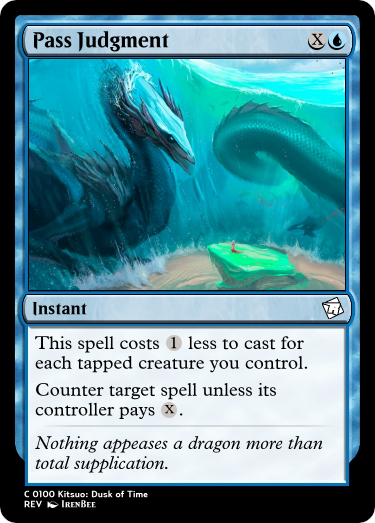 Pass Judgment X
Instant
This spell costs 1 less to cast for
each tapped creature you control.
Counter target spell unless its
controller pays X.
Nothing appeases a dragon more than
total supplication.
C 0100 Kitsuo: Dusk of Time
REV IrenBee